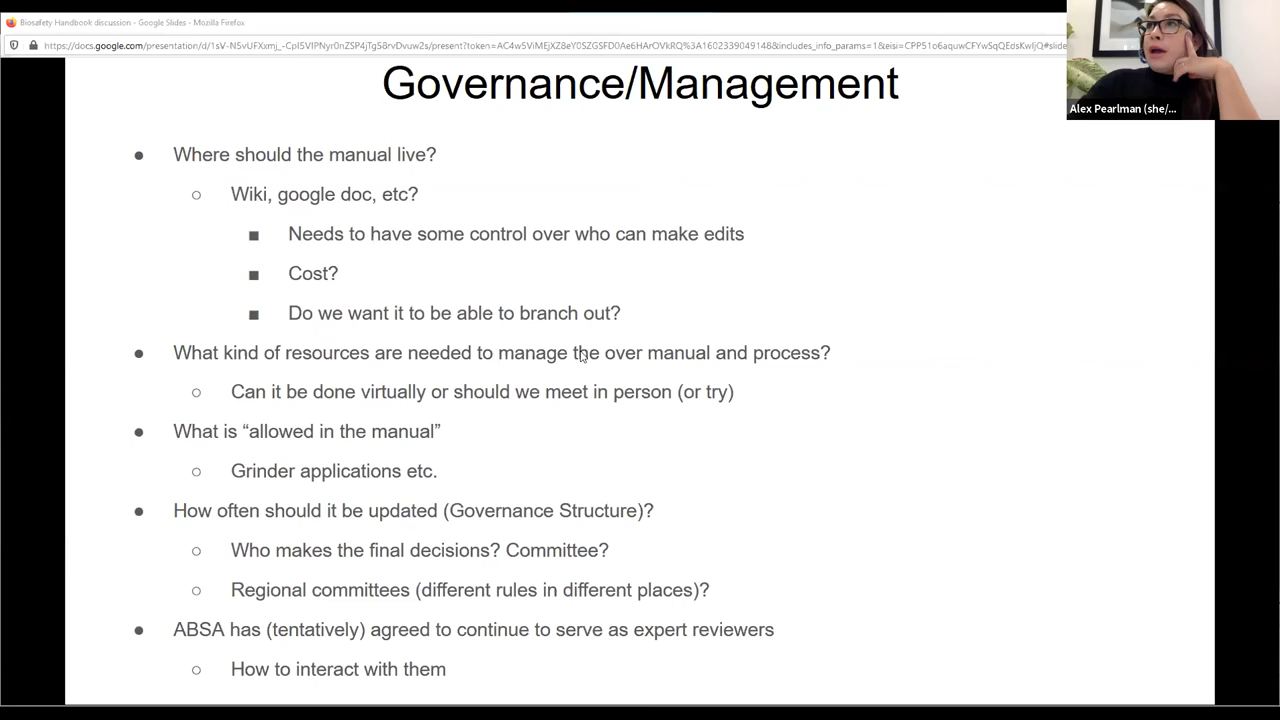 Biosafety Handbook discussion - Google Slides - Mozilla Firefox
Governance/Management
Alex Pearlman (she/...
● Where should the manual live?
○ Wiki, google doc, etc?
■ Needs to have some control over who can make edits
■ Cost?
■ Do we want it to be able to branch out?
● What kind of resources are needed to manage the over manual and process?
○ Can it be done virtually or should we meet in person (or try)
● What is “allowed in the manual”
○ Grinder applications etc.
● How often should it be updated (Governance Structure)?
○ Who makes the final decisions? Committee?
○ Regional committees (different rules in different places)?
● ABSA has (tentatively) agreed to continue to serve as expert reviewers
○ How to interact with them